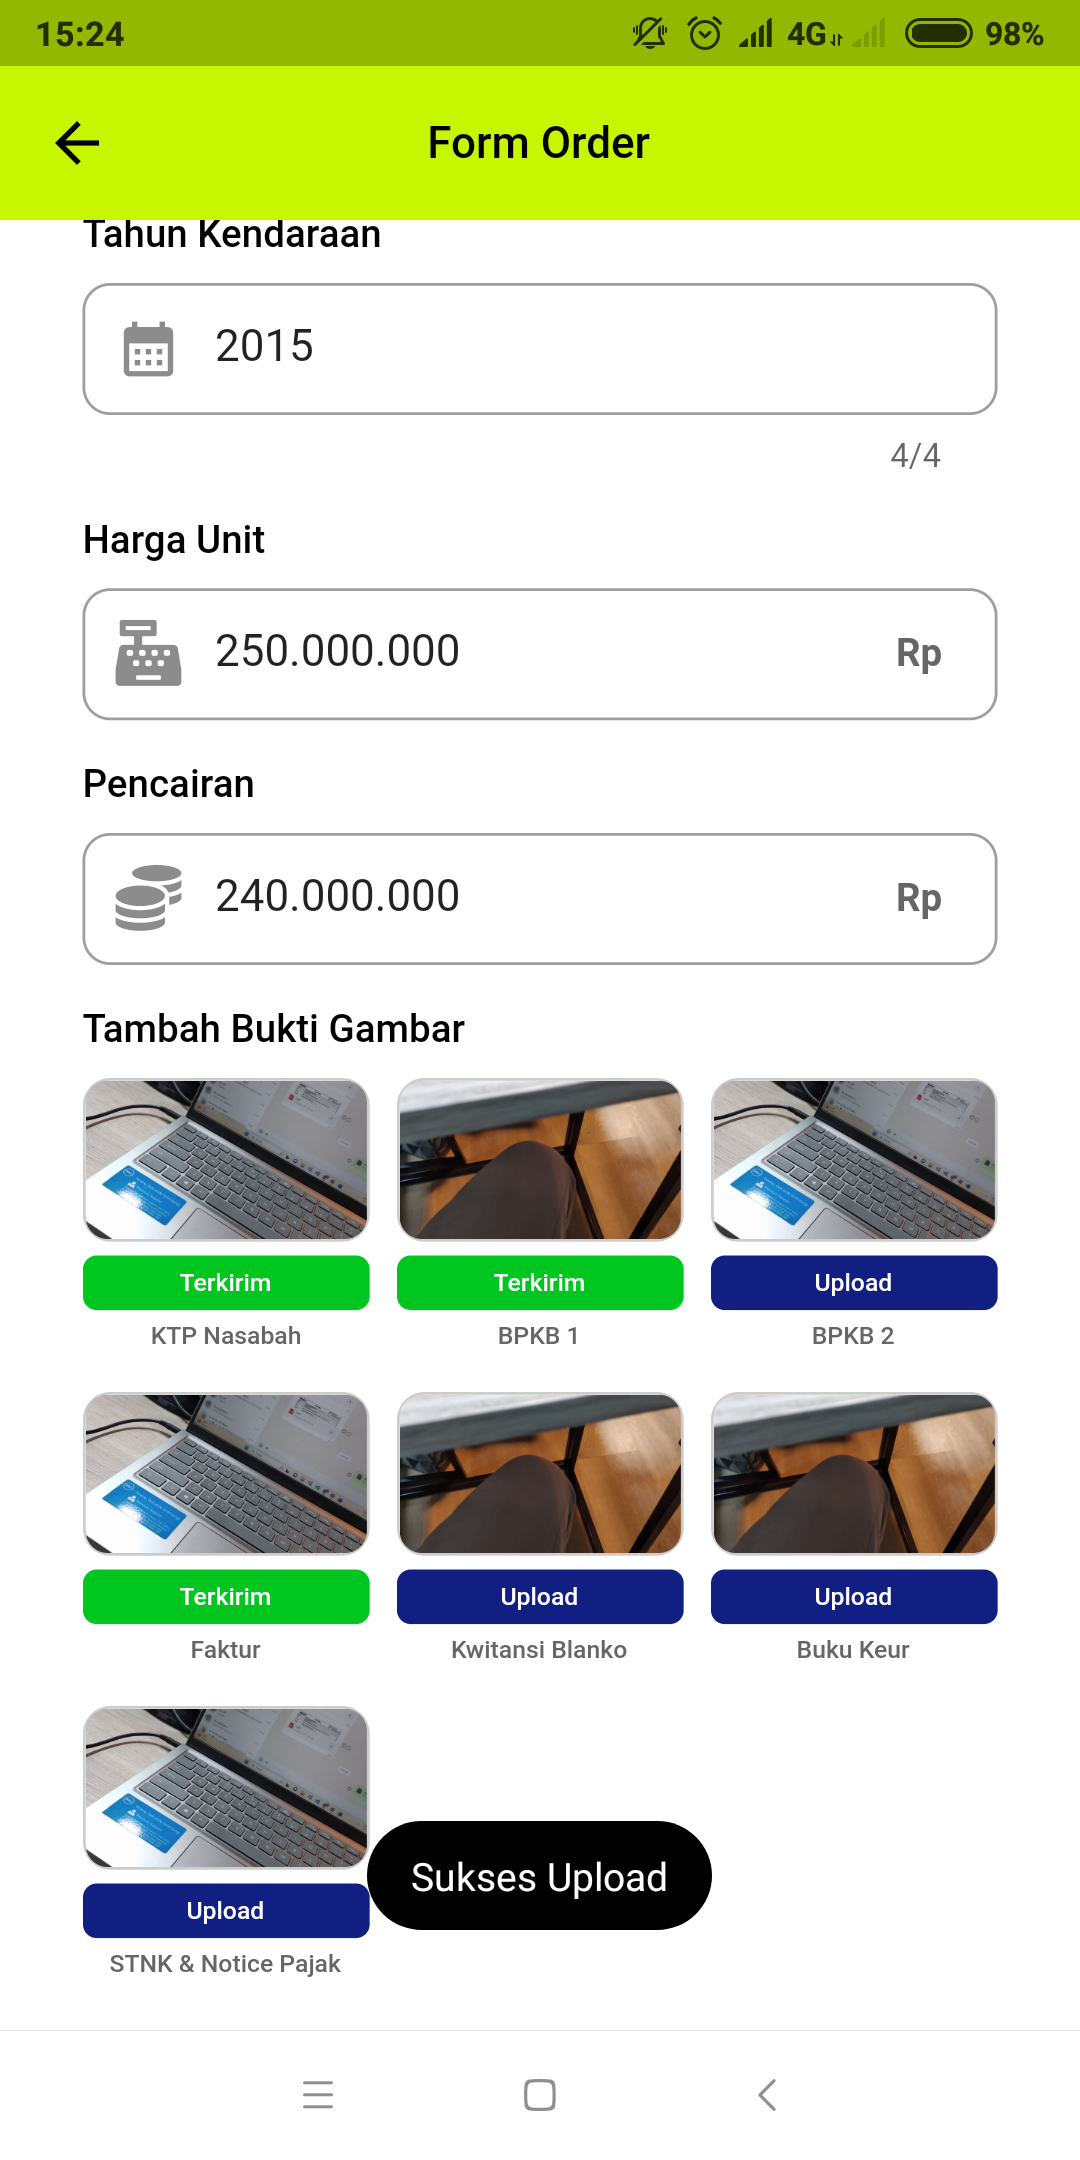 15:24
4G
98%
Form Order
Tahun Kendaraan
2015
4/4
Harga Unit
250.000.000
Rp
Pencairan
240.000.000
Rp
Tambah Bukti Gambar
Terkirim
Terkirim
Upload
KTP Nasabah
BPKB 1
BPKB 2
Terkirim
Upload
Upload
Faktur
Kwitansi Blanko
Buku Keur
Sukses Upload
Upload
STNK & Notice Pajak